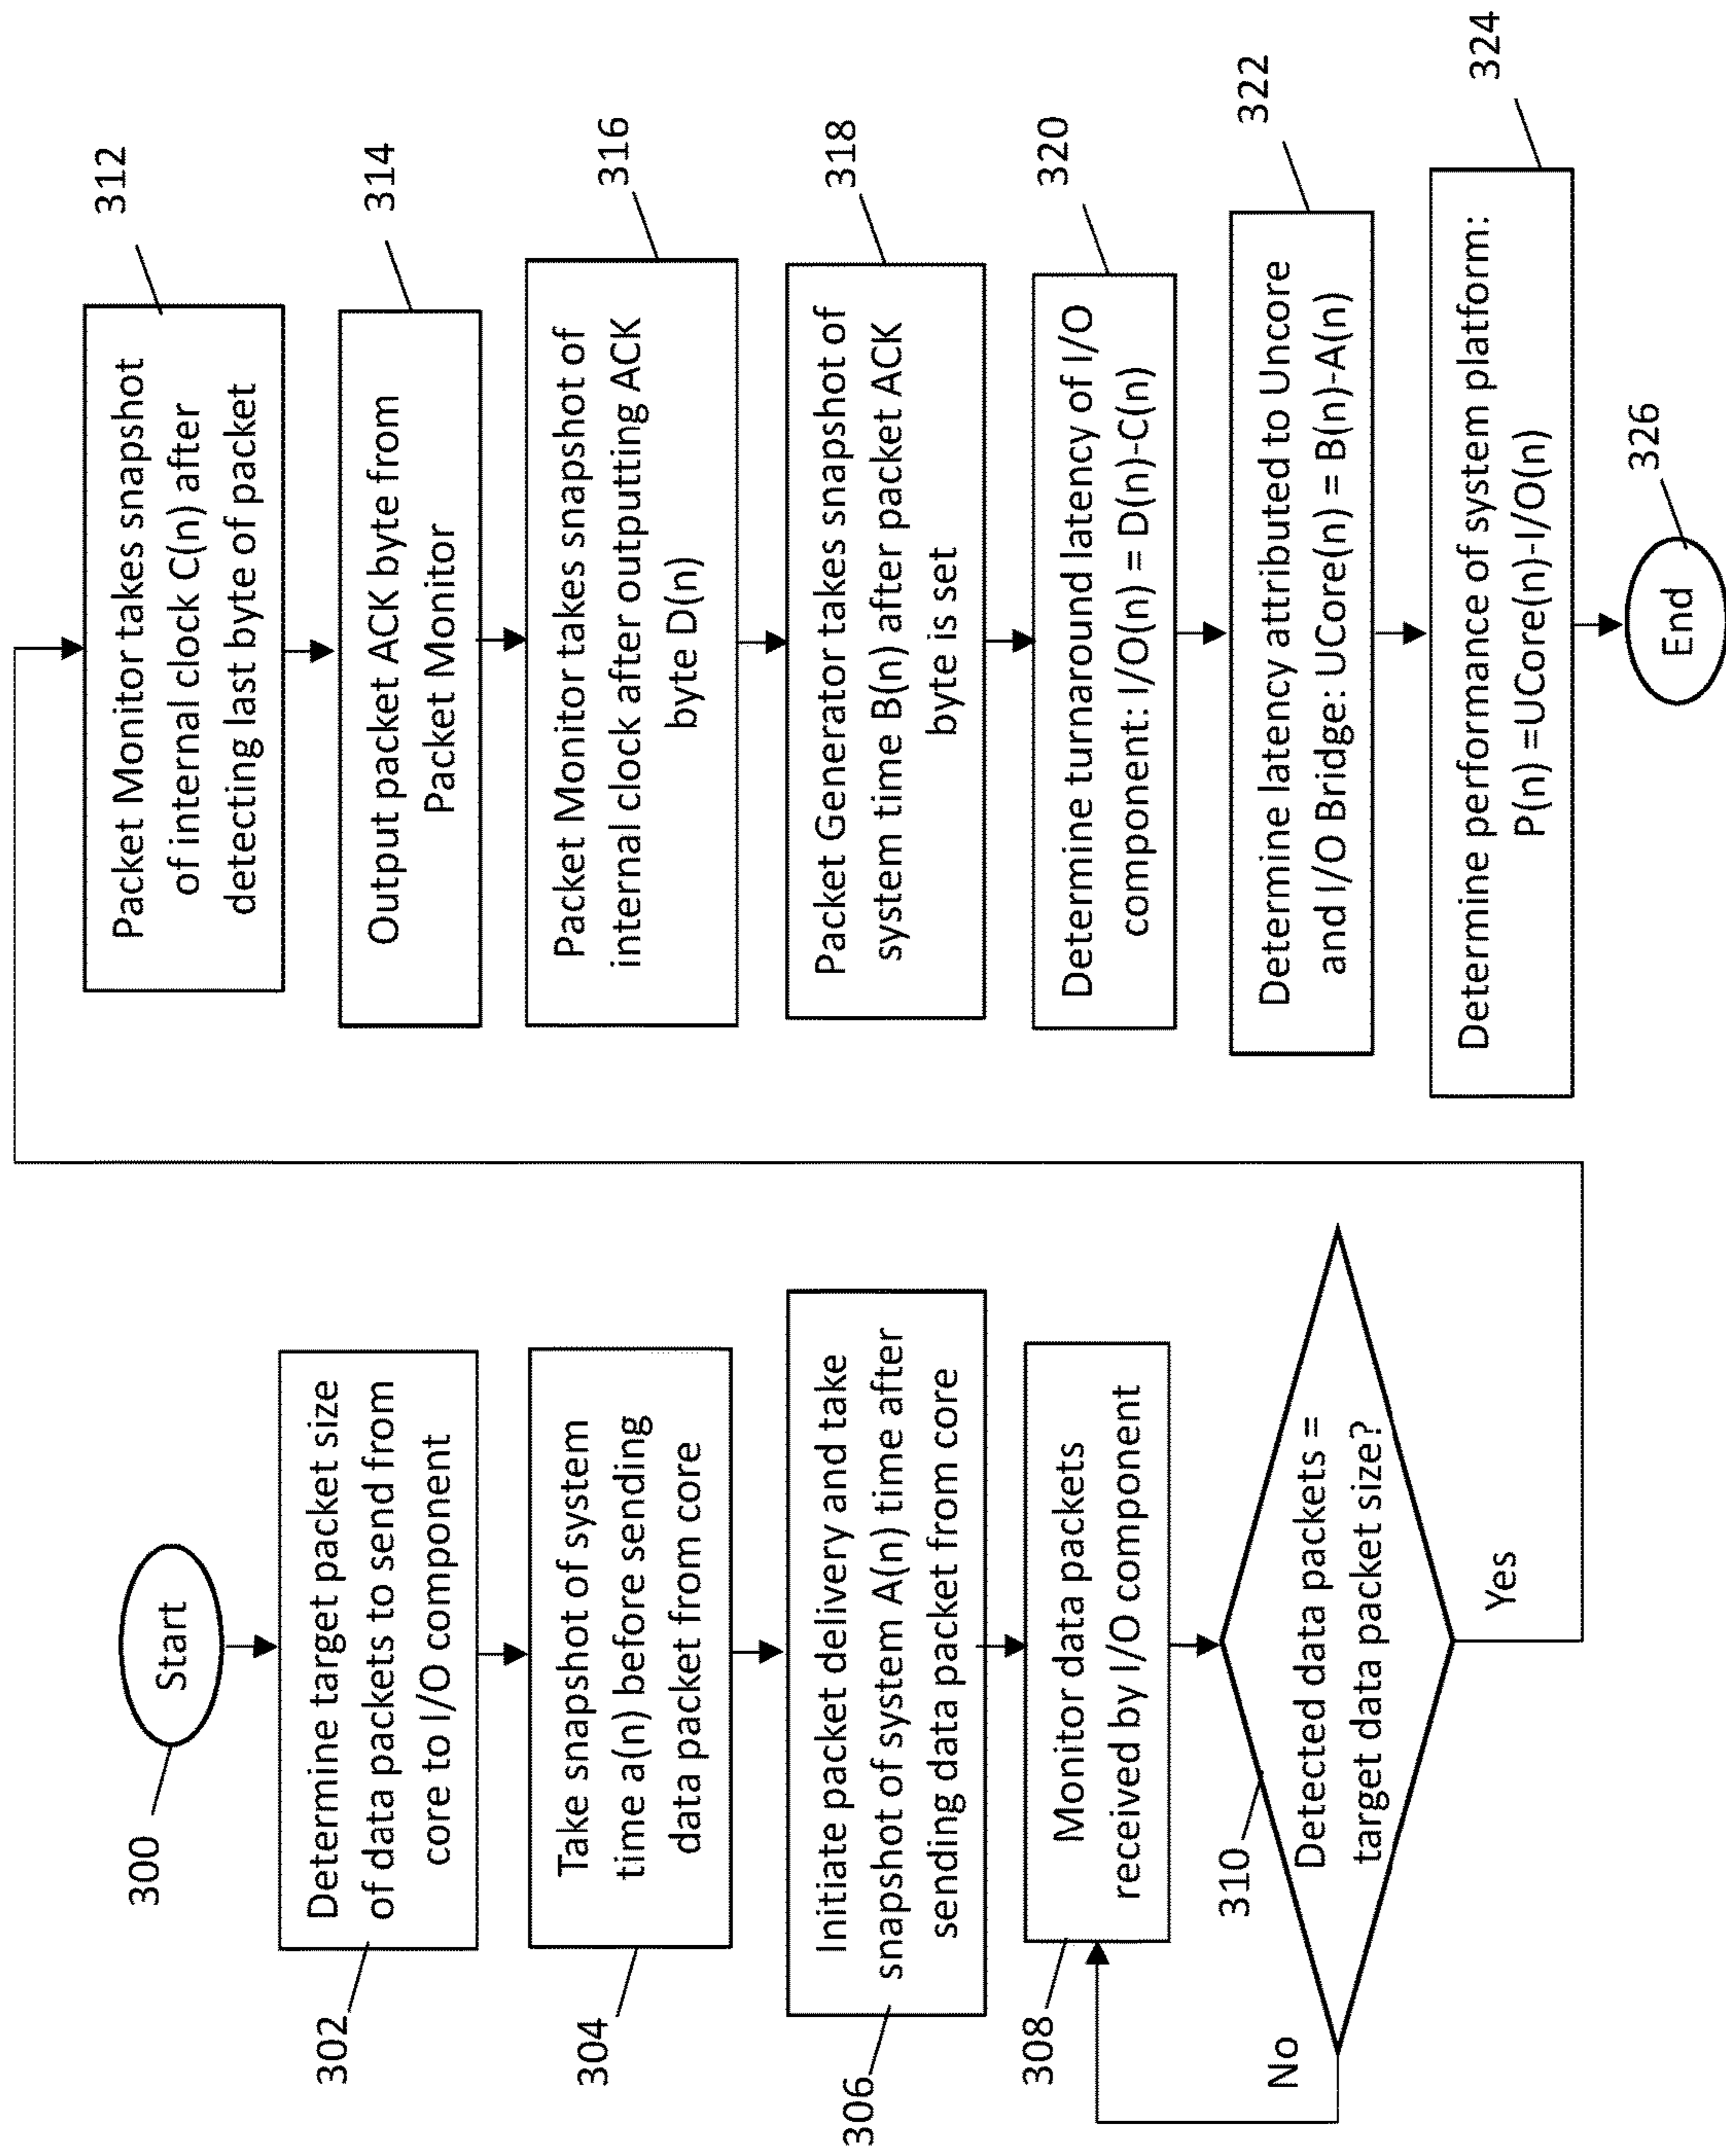 Start
300
Determine target packet size
of data packets to send from
core to I/O component
302
Take snapshot of system
time a(n) before sending
data packet from core
304
Initiate packet delivery and take
snapshot of system A(n) time after
sending data packet from core
306
Monitor data packets
received by I/O component
308
Detected data packets =
target data packet size?
310
No
Yes
Packet Monitor takes snapshot
of internal clock C(n) after
detecting last byte of packet
312
Output packet ACK byte from
Packet Monitor
314
Packet Monitor takes snapshot of
internal clock after outputing ACK
byte D(n)
316
Packet Generator takes snapshot of
system time B(n) after packet ACK
byte is set
318
Determine turnaround latency of I/O
component: I/O(n) = D(n)-C(n)
320
Determine latency attributed to Uncore
and I/O Bridge: UCore(n) = B(n)-A(n)
322
Determine performance of system platform:
P(n) =UCore(n)-I/O(n)
324
End
326